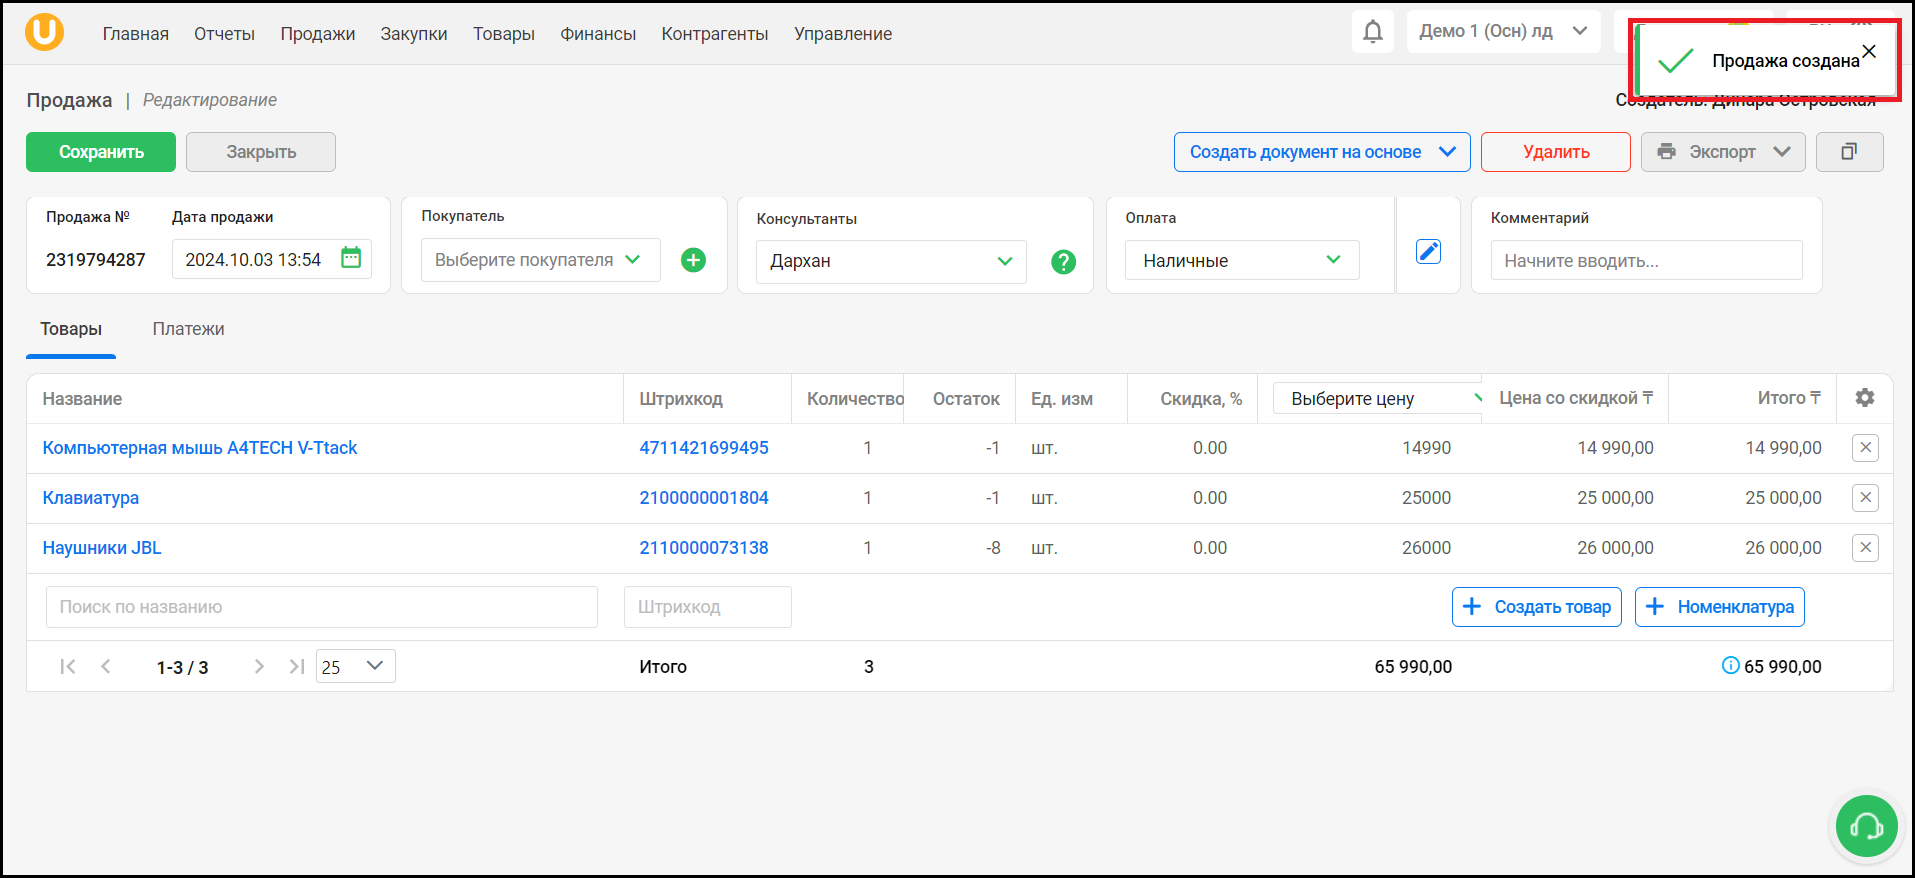 Главная Отчеты Продажи Закупки Товары Финансы Контрагенты Управление Демо 1 (Осн) лд
Продажа создана
Продажа | Редактирование
Создатель: Динара Островская
Сохранить Закрыть Создать документ на основе Удалить Экспорт
Продажа № Дата продажи Покупатель Консультанты Оплата Комментарий
2319794287 2024.10.03 13:54 Выберите покупателя Дархан Наличные Начните вводить...
Товары Платежи
Название Штрихкод Количество Остаток Ед. изм Скидка, % Выберите цену Цена со скидкой ₸ Итого ₸
Компьютерная мышь A4TECH V-Ttack 4711421699495 1 -1 шт. 0.00 14990 14 990,00 14 990,00
Клавиатура 2100000001804 1 -1 шт. 0.00 25000 25 000,00 25 000,00
Наушники JBL 2110000073138 1 -8 шт. 0.00 26000 26 000,00 26 000,00
Поиск по названию Штрихкод Создать товар Номенклатура
1-3 / 3 25 Итого 3 65 990,00 65 990,00